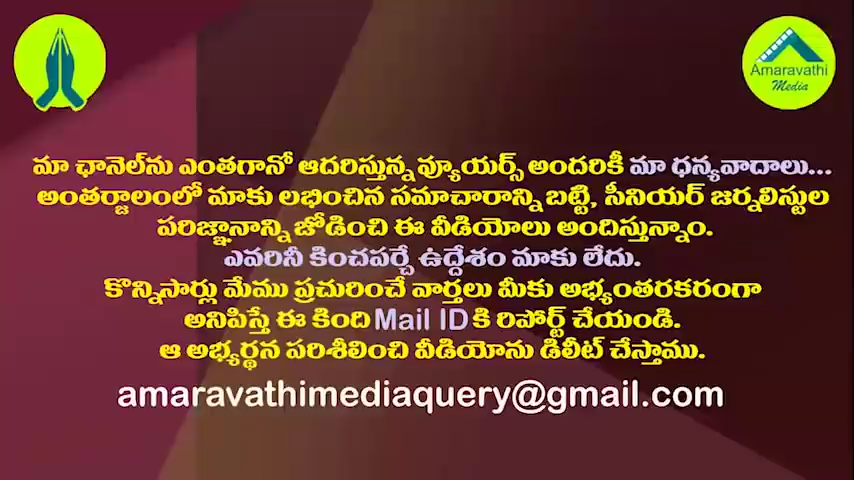 Amaravathi
Media
మా ఛానెల్‌ను ఎంతగానో ఆదరిస్తున్న వ్యూయర్స్ అందరికీ మా ధన్యవాదాలు...
అంతర్జాలంలో మాకు లభించిన సమాచారాన్ని బట్టి, సీనియర్ జర్నలిస్టుల
పరిజ్ఞానాన్ని జోడించి ఈ వీడియోలు అందిస్తున్నాం.
ఎవరినీ కించపర్చే ఉద్దేశం మాకు లేదు.
కొన్నిసార్లు మేము ప్రచురించే వార్తలు మీకు అభ్యంతరకరంగా
అనిపిస్తే ఈ కింది Mail ID కి రిపోర్ట్ చేయండి.
ఆ అభ్యర్థన పరిశీలించి వీడియోను డిలీట్ చేస్తాము.
amaravathimediaquery@gmail.com